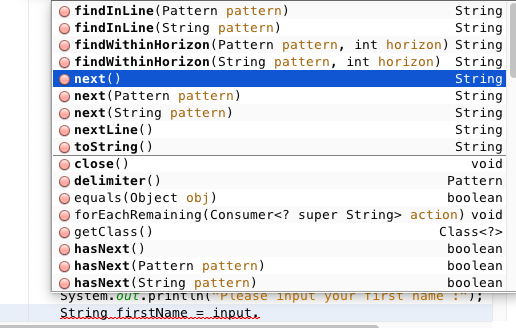 findInLine(Pattern pattern) String
findInLine(String pattern) String
findWithinHorizon(Pattern pattern, int horizon) String
findWithinHorizon(String pattern, int horizon) String
next() String
next(Pattern pattern) String
next(String pattern) String
nextLine() String
toString() String
close() void
delimiter() Pattern
equals(Object obj) boolean
forEachRemaining(Consumer<? super String> action) void
getClass() Class<?>
hasNext() boolean
hasNext(Pattern pattern) boolean
hasNext(String pattern) boolean
System.out.println("Please input your first name :");
String firstName = input.